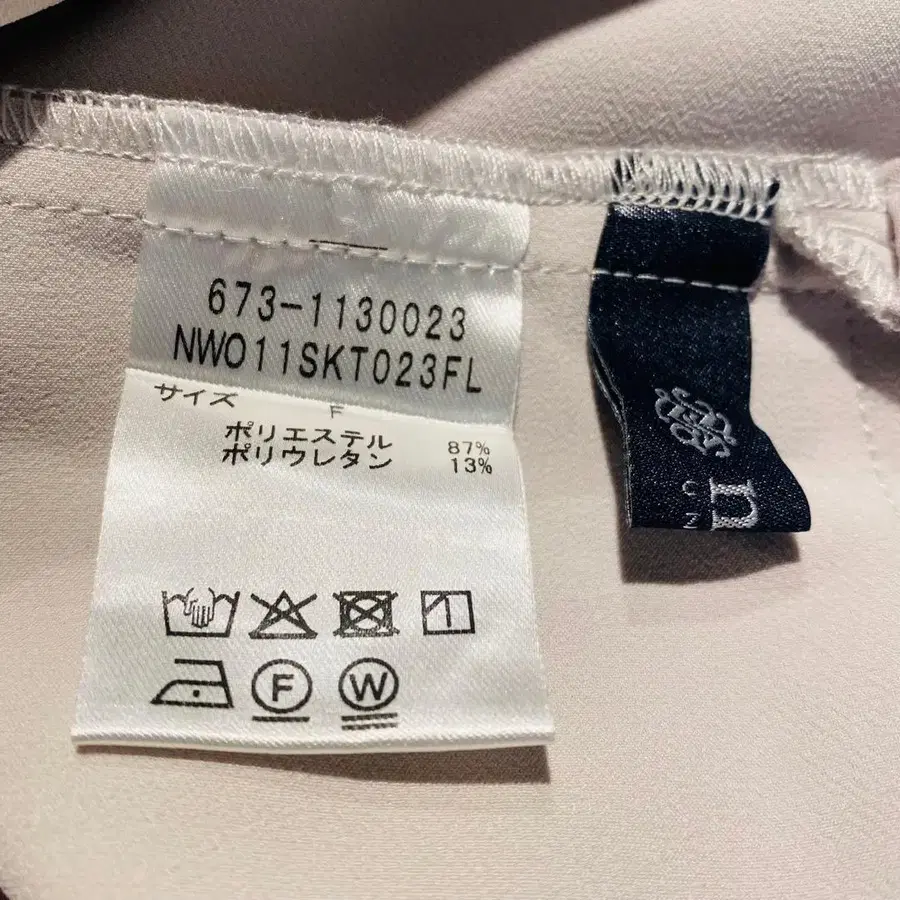 673-1130023
NW011SKT023FL
サイズ F
ポリエステル 87%
ポリウレタン 13%
F
W
n
C
Z